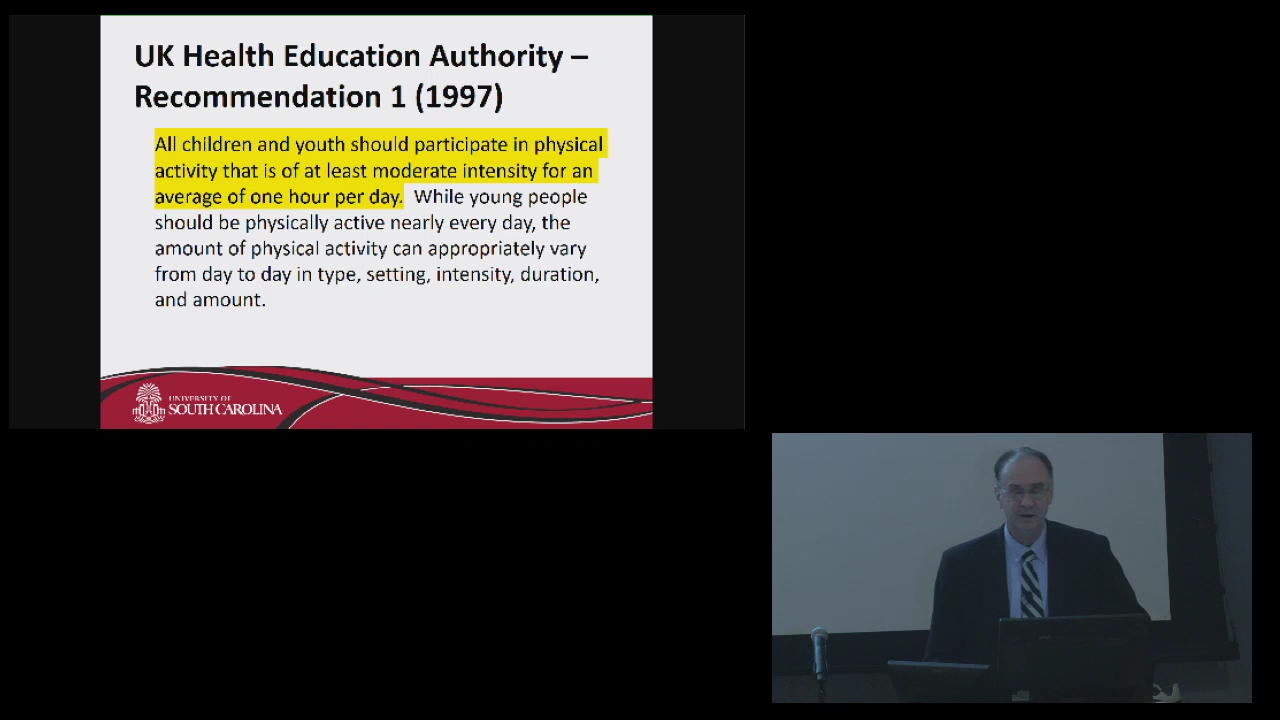 UK Health Education Authority –
Recommendation 1 (1997)
All children and youth should participate in physical
activity that is of at least moderate intensity for an
average of one hour per day. While young people
should be physically active nearly every day, the
amount of physical activity can appropriately vary
from day to day in type, setting, intensity, duration,
and amount.
UNIVERSITY OF
SOUTH CAROLINA